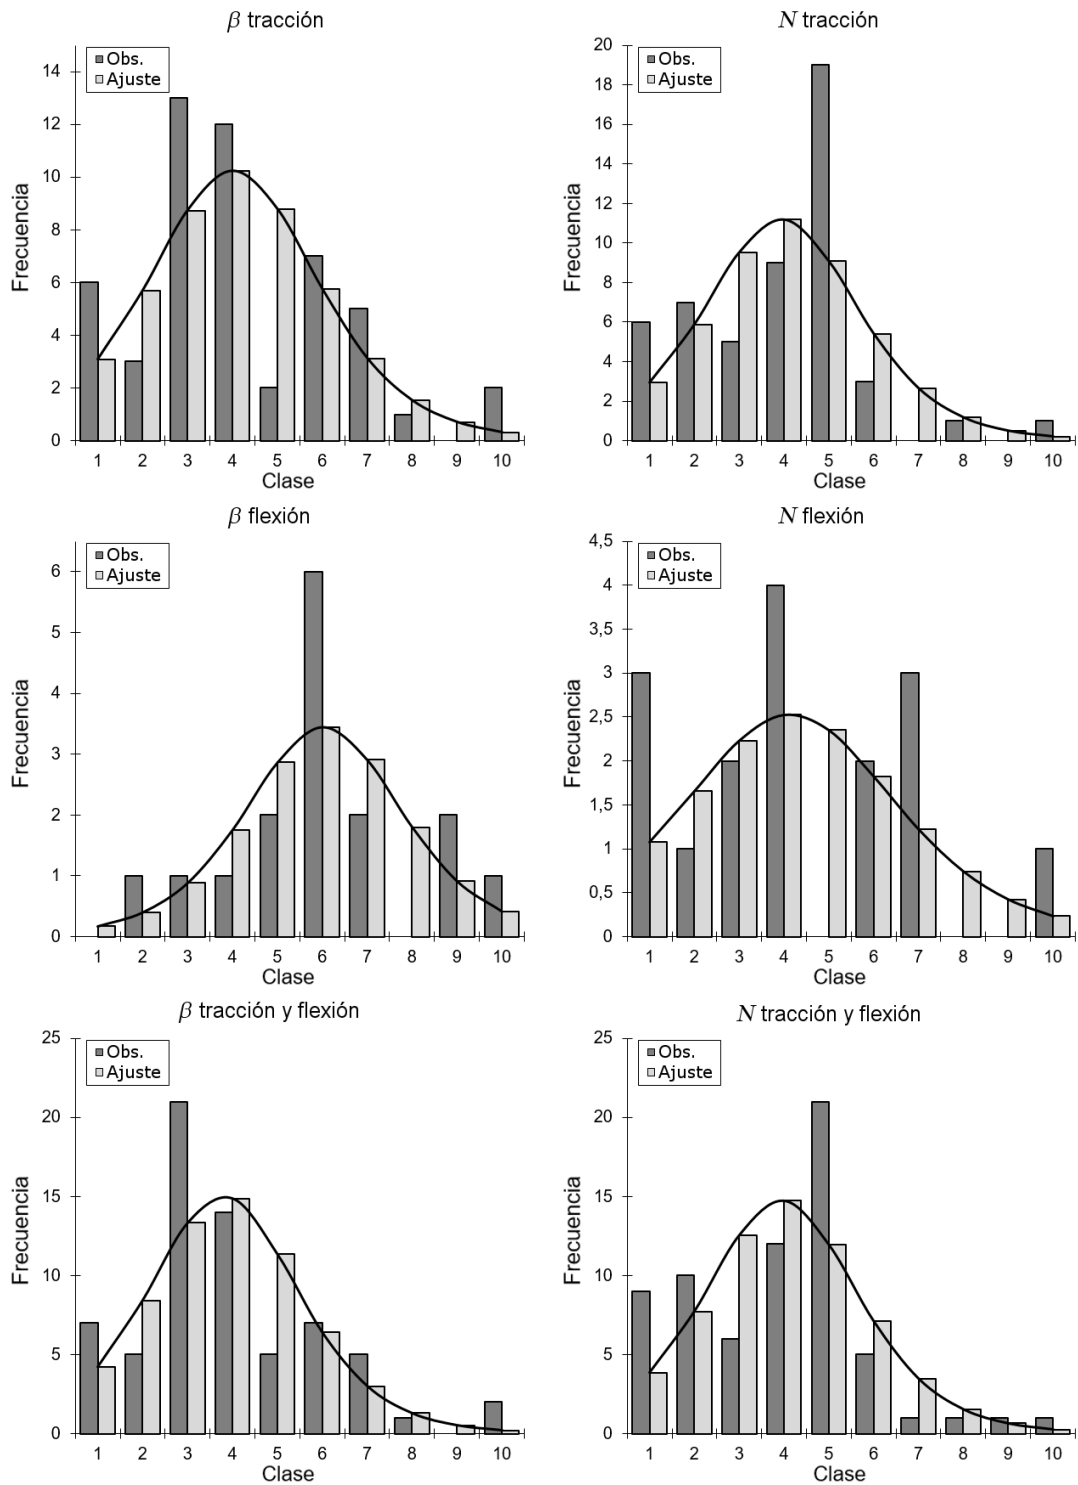 β tracción
Obs.
Ajuste
14
12
10
8
6
4
2
0
Frecuencia
1 2 3 4 5 6 7 8 9 10
Clase
N tracción
Obs.
Ajuste
20
18
16
14
12
10
8
6
4
2
0
Frecuencia
1 2 3 4 5 6 7 8 9 10
Clase
β flexión
Obs.
Ajuste
6
5
4
3
2
1
0
Frecuencia
1 2 3 4 5 6 7 8 9 10
Clase
N flexión
Obs.
Ajuste
4,5
4
3,5
3
2,5
2
1,5
1
0,5
0
Frecuencia
1 2 3 4 5 6 7 8 9 10
Clase
β tracción y flexión
Obs.
Ajuste
25
20
15
10
5
0
Frecuencia
1 2 3 4 5 6 7 8 9 10
Clase
N tracción y flexión
Obs.
Ajuste
25
20
15
10
5
0
Frecuencia
1 2 3 4 5 6 7 8 9 10
Clase